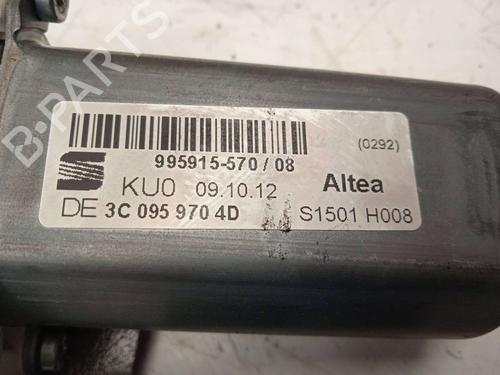 B-PARTS
(0292)
995915-570 / 08
KU0 09.10.12 Altea
DE 3C 095 970 4D S1501 H008